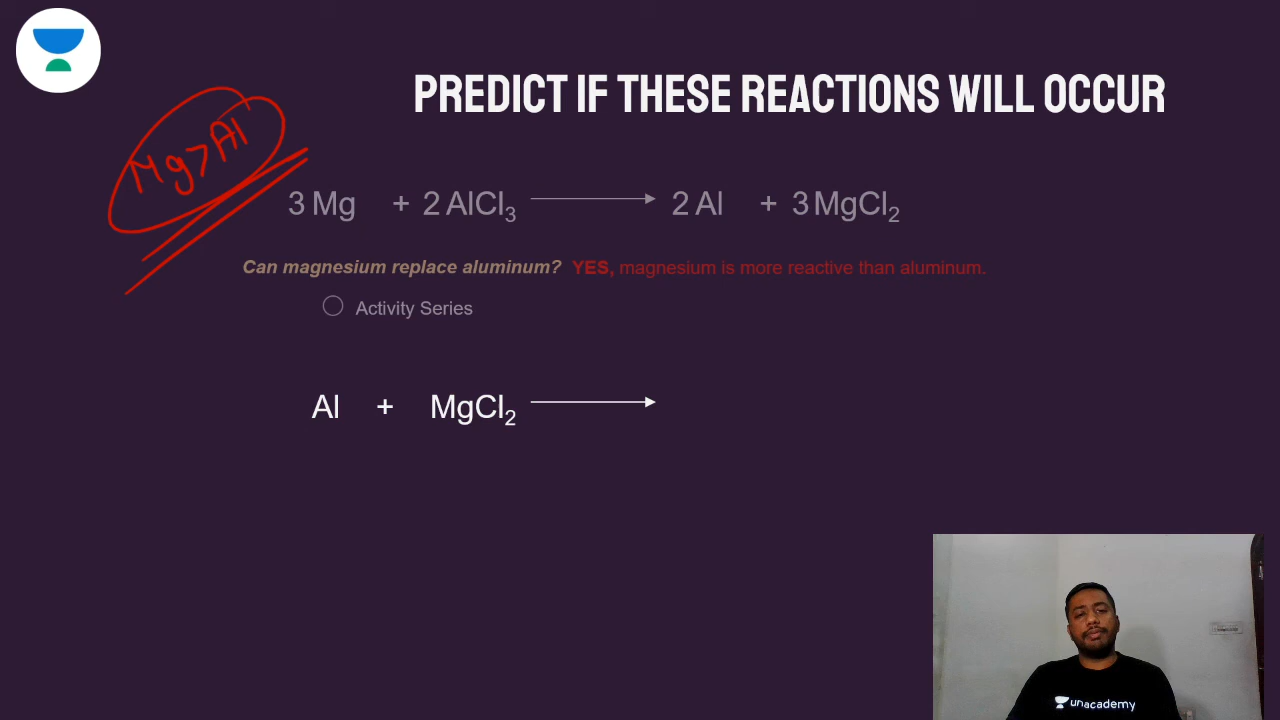 PREDICT IF THESE REACTIONS WILL OCCUR
Mg>Al
3 Mg + 2 AlCl₃ ⟶ 2 Al + 3 MgCl₂
Can magnesium replace aluminum? YES, magnesium is more reactive than aluminum.
Activity Series
Al + MgCl₂ ⟶
unacademy